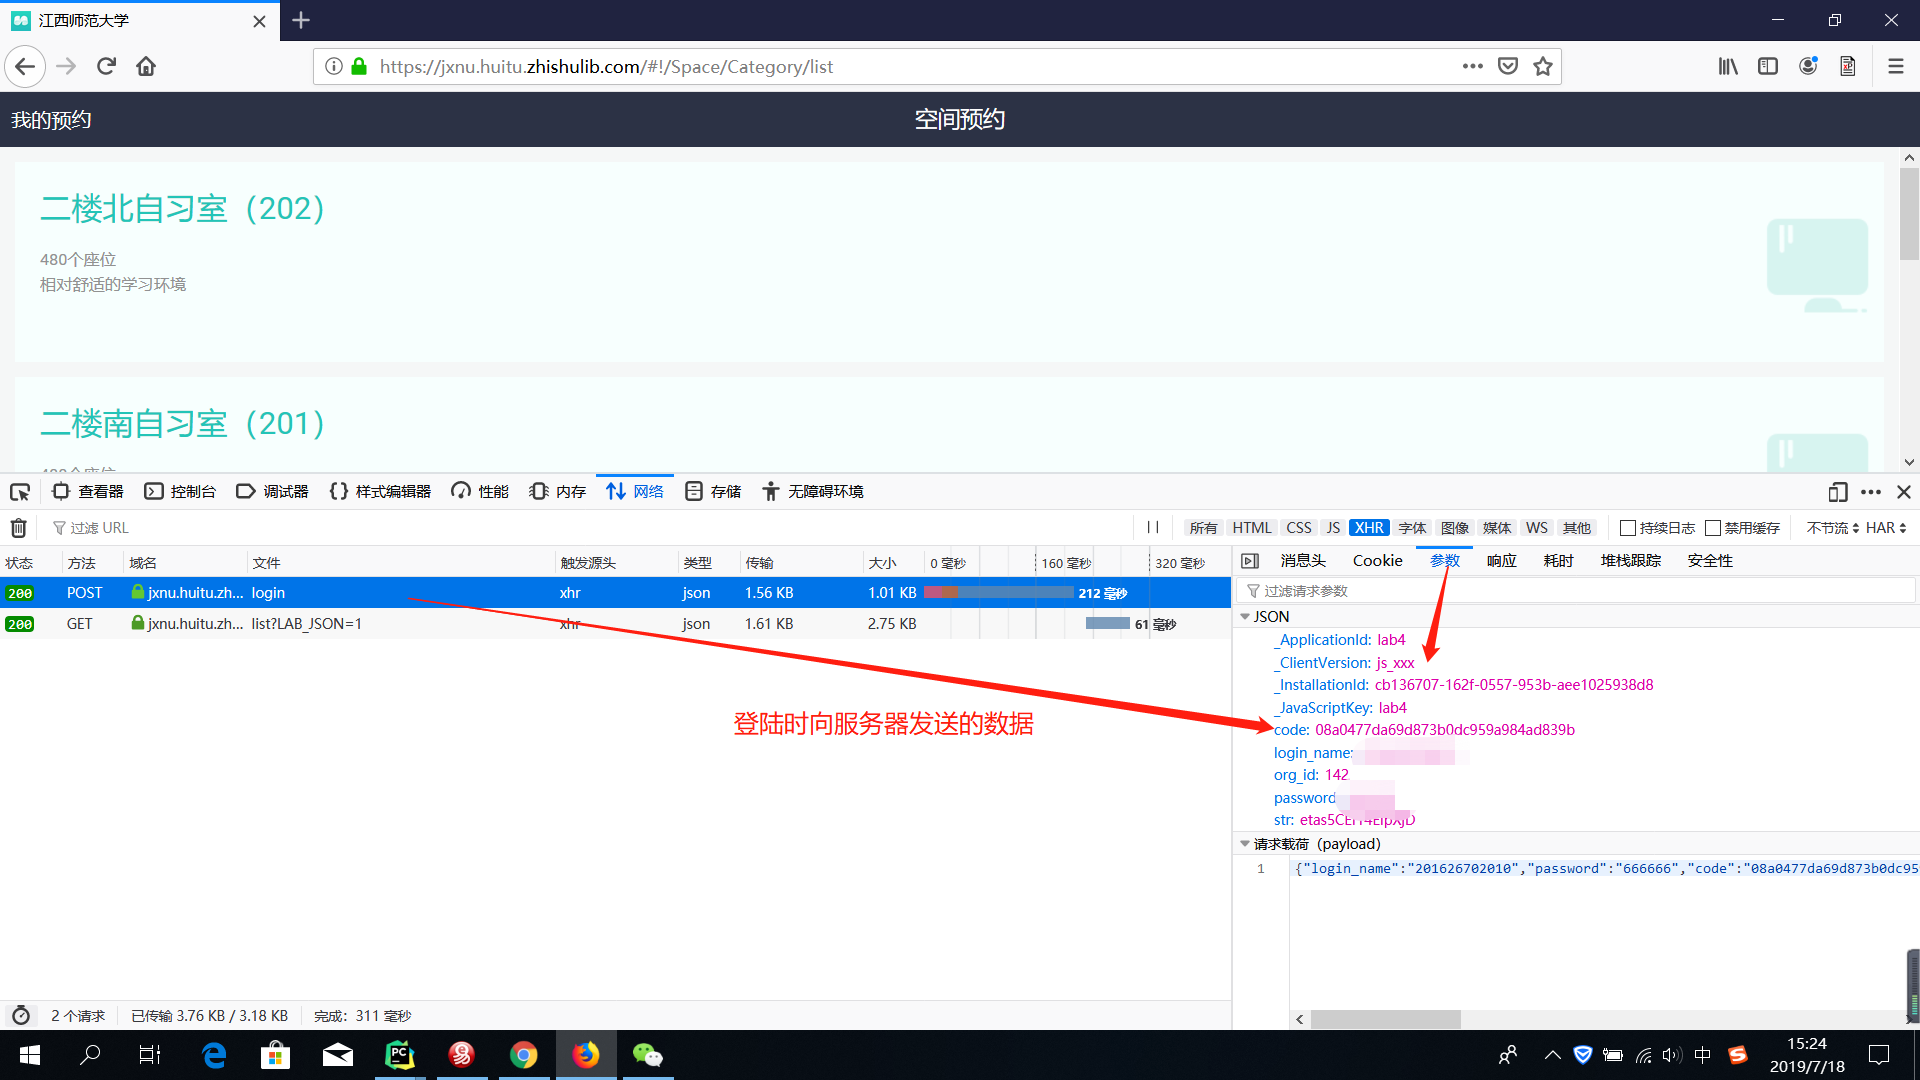 江西师范大学
https://jxnu.huitu.zhishulib.com/#!/Space/Category/list
我的预约
空间预约
二楼北自习室（202）
480个座位
相对舒适的学习环境
二楼南自习室（201）
查看器 控制台 调试器 样式编辑器 性能 内存 网络 存储 无障碍环境
过滤 URL
所有 HTML CSS JS XHR 字体 图像 媒体 WS 其他 持续日志 禁用缓存 不节流 HAR
状态 方法 域名 文件 触发源头 类型 传输 大小 0 毫秒 160 毫秒 320 毫秒
200 POST jxnu.huitu.zh... login xhr json 1.56 KB 1.01 KB 212 毫秒
200 GET jxnu.huitu.zh... list?LAB_JSON=1 xhr json 1.61 KB 2.75 KB 61 毫秒
登陆时向服务器发送的数据
消息头 Cookie 参数 响应 耗时 堆栈跟踪 安全性
过滤请求参数
JSON
_ApplicationId: lab4
_ClientVersion: js_xxx
_InstallationId: cb136707-162f-0557-953b-aee1025938d8
_JavaScriptKey: lab4
code: 08a0477da69d873b0dc959a984ad839b
login_name:
org_id: 142
password
str:
请求载荷（payload）
1 {"login_name":"201626702010","password":"666666","code":"08a0477da69d873b0dc95
2 个请求 已传输 3.76 KB / 3.18 KB 完成：311 毫秒
中
15:24
2019/7/18